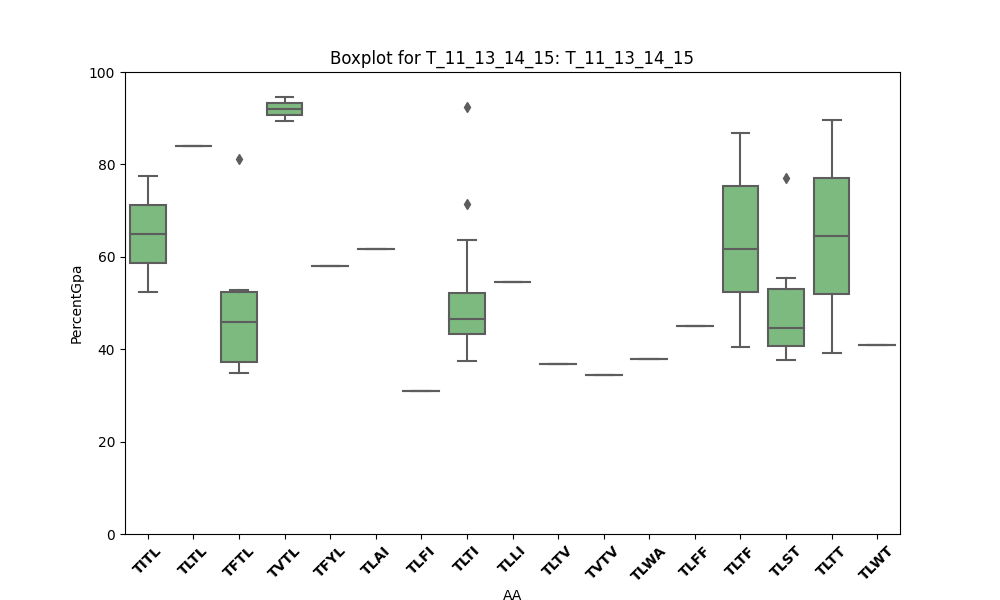 Boxplot for T_11_13_14_15: T_11_13_14_15
100
80
60
40
20
0
PercentGpa
TITL TLTL TFTL TVTL TFYL TLAI TLFI TLTI TLLI TLTV TVTV TLWA TLFF TLTF TLST TLTT TLWT
AA